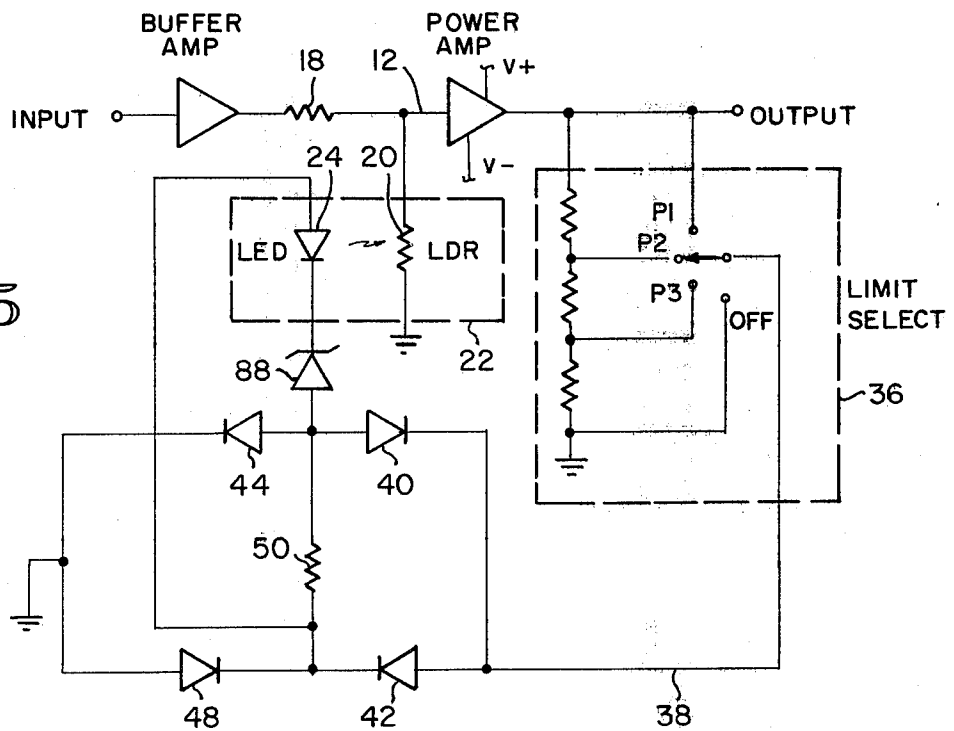 BUFFER
AMP
POWER
AMP
18
12
V+
INPUT
OUTPUT
V-
24
20
P1
LED
LDR
P2
5
P3
LIMIT
SELECT
OFF
22
88
36
44
40
50
48
42
38